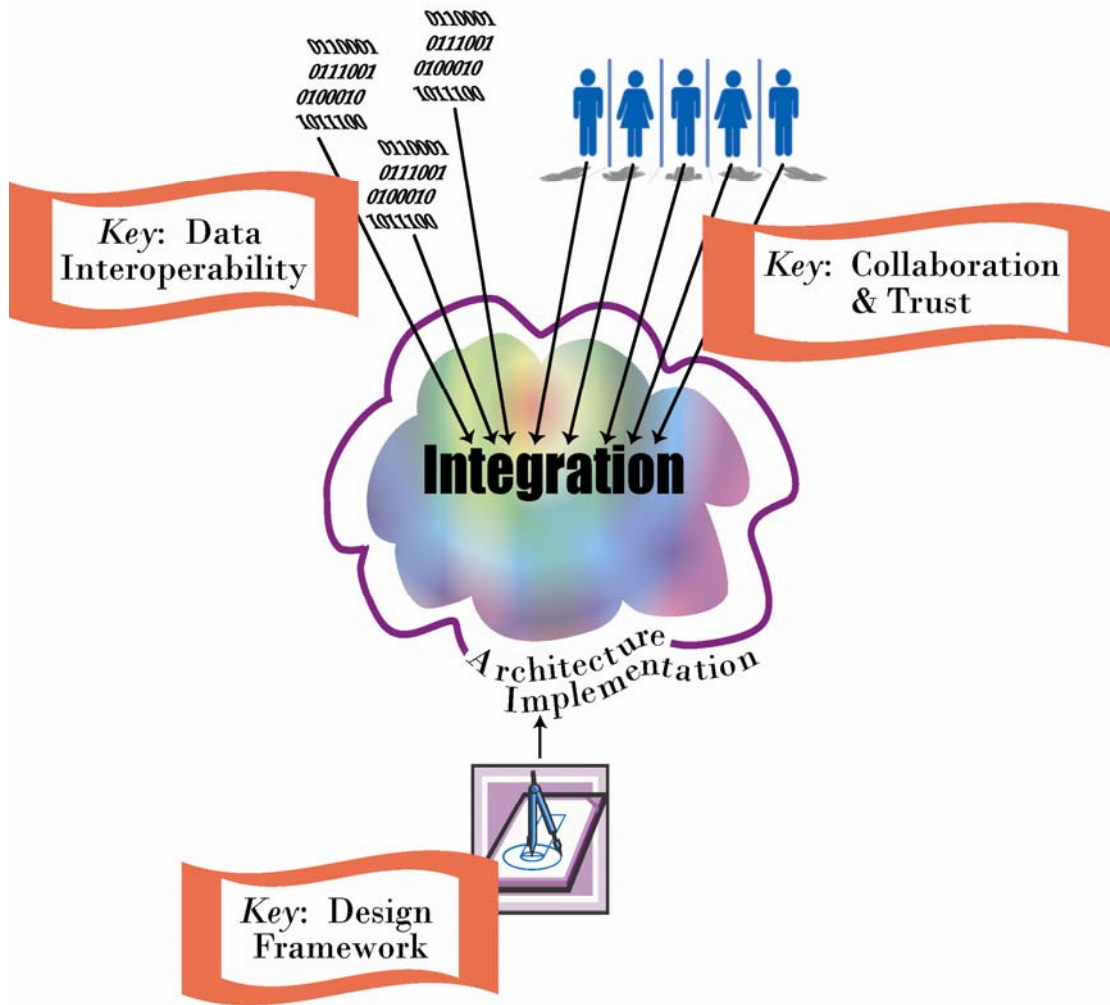 0110001
0111001
0100010
1011100
0110001
0111001
0100010
1011100
0110001
0111001
0100010
1011100
Key: Data
Interoperability
Key: Collaboration
& Trust
Integration
Architecture
Implementation
Key: Design
Framework